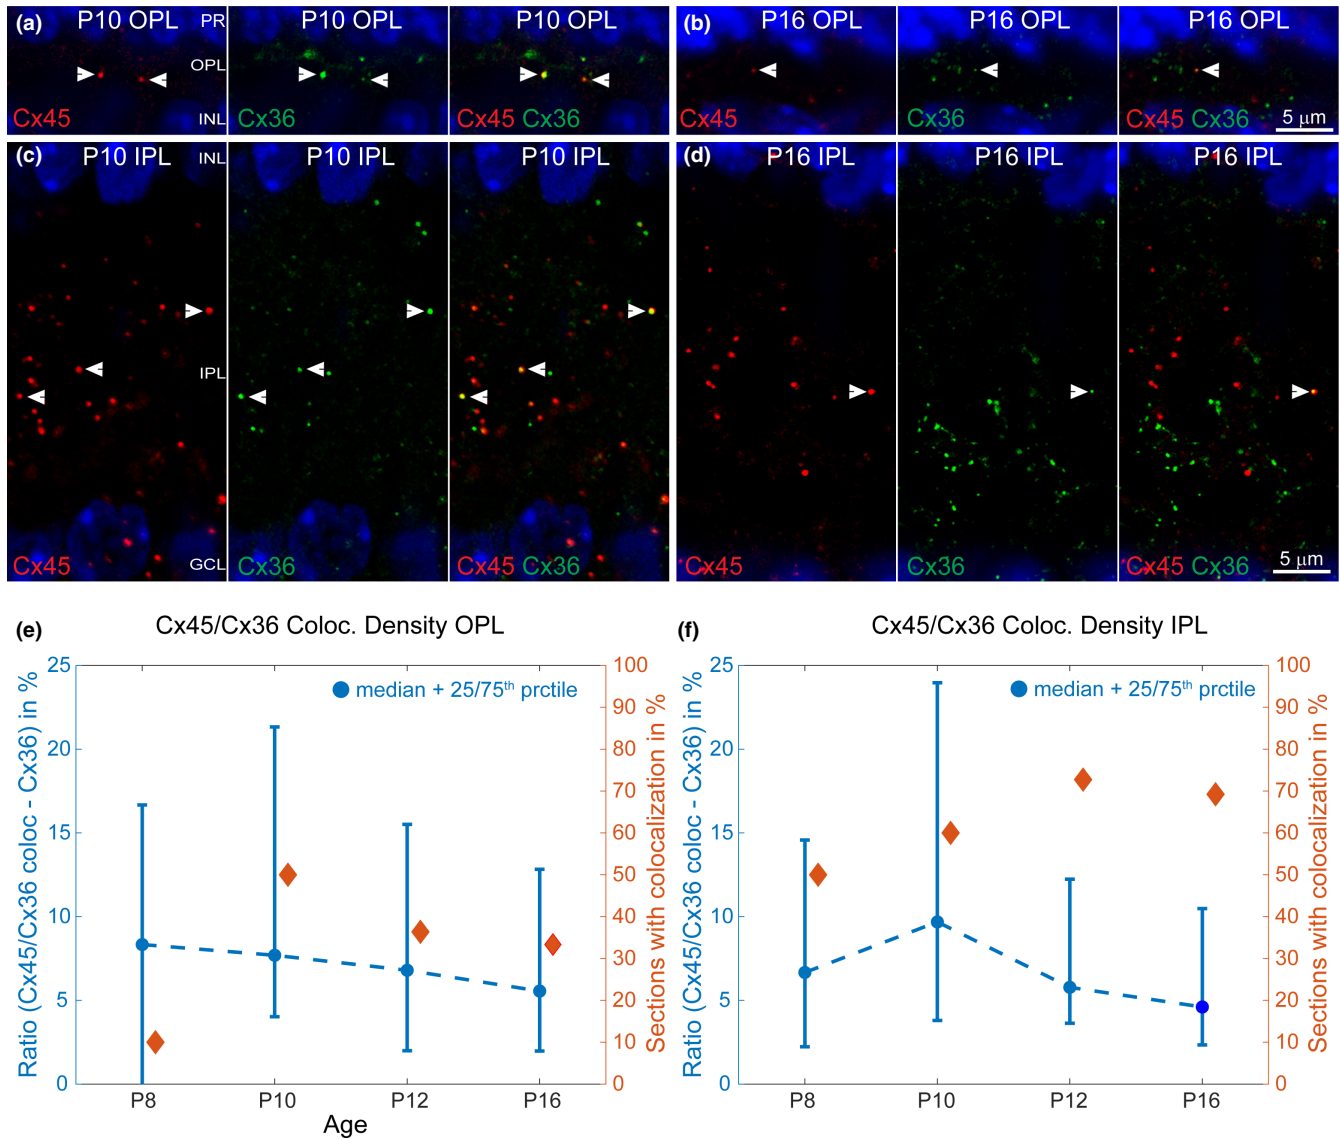 (a) P10 OPL PR P10 OPL P10 OPL (b) P16 OPL P16 OPL P16 OPL
OPL
Cx45 INL Cx36 Cx45 Cx36 Cx45 Cx36 Cx45 Cx36 5 µm
(c) P10 IPL INL P10 IPL P10 IPL (d) P16 IPL P16 IPL P16 IPL
IPL
Cx45 GCL Cx36 Cx45 Cx36 Cx45 Cx36 Cx45 Cx36 5 µm
(e) Cx45/Cx36 Coloc. Density OPL
median + 25/75th prctile
Ratio (Cx45/Cx36 coloc - Cx36) in %
25
20
15
10
5
0
Sections with colocalization in %
100
90
80
70
60
50
40
30
20
10
0
P8 P10 P12 P16
Age
(f) Cx45/Cx36 Coloc. Density IPL
median + 25/75th prctile
Ratio (Cx45/Cx36 coloc - Cx36) in %
25
20
15
10
5
0
Sections with colocalization in %
100
90
80
70
60
50
40
30
20
10
0
P8 P10 P12 P16